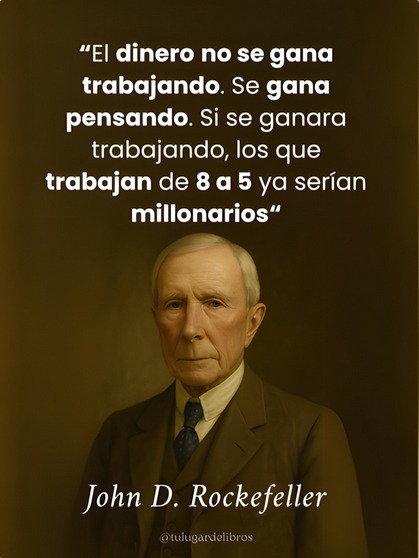 “El dinero no se gana
trabajando. Se gana
pensando. Si se ganara
trabajando, los que
trabajan de 8 a 5 ya serían
millonarios“
John D. Rockefeller
@tulugardelibros